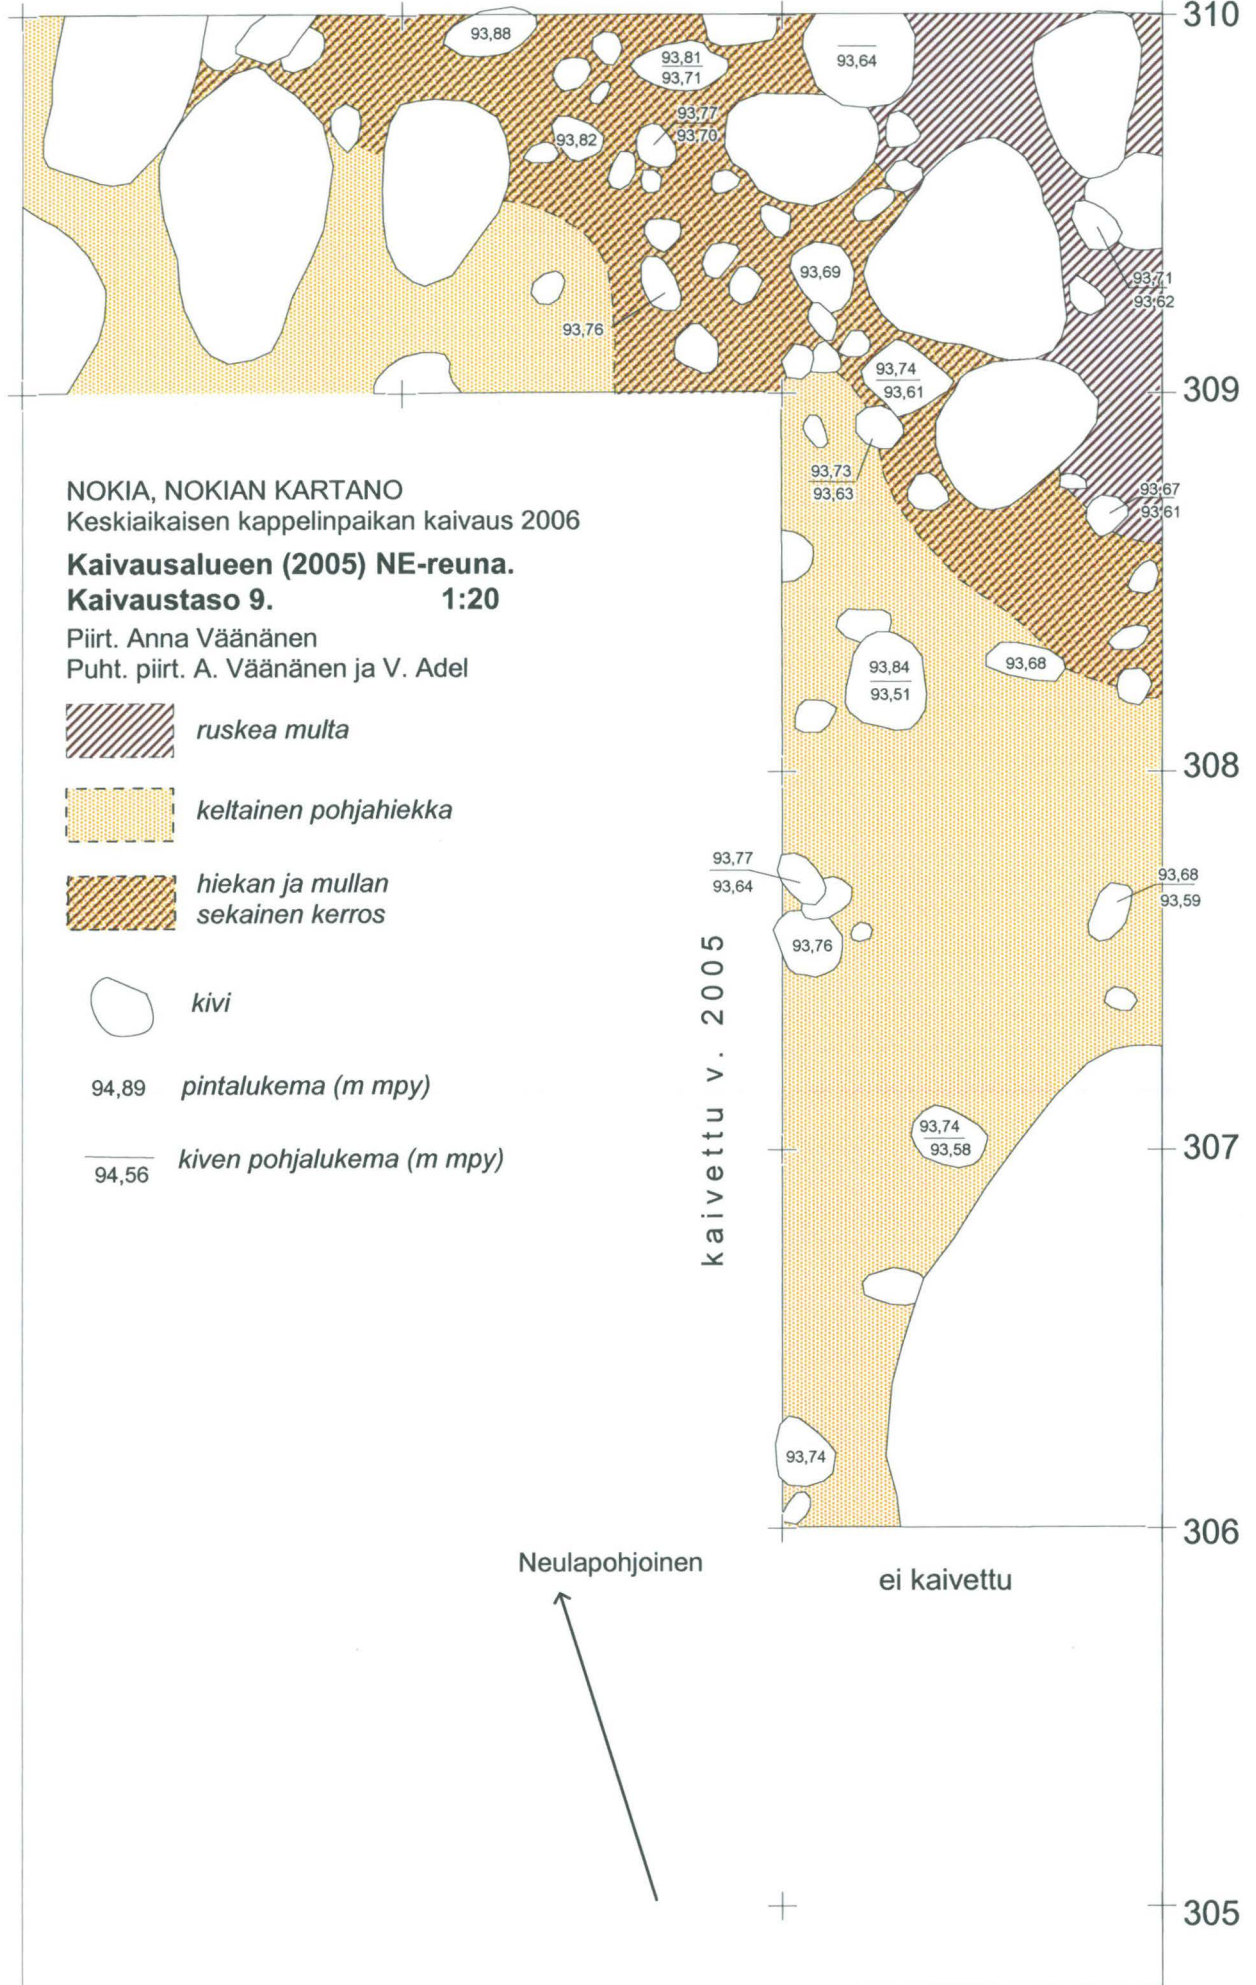 310
93,88
93,81
93,71
93,64
93,77
93,70
93,82
93,69
93,71
93,62
93,76
93,74
93,61
309
93,73
93,63
93,67
93,61
NOKIA, NOKIAN KARTANO
Keskiaikaisen kappelinpaikan kaivaus 2006
Kaivausalueen (2005) NE-reuna.
Kaivaustaso 9. 1:20
Piirt. Anna Väänänen
Puht. piirt. A. Väänänen ja V. Adel
ruskea multa
keltainen pohjahiekka
hiekan ja mullan
sekainen kerros
kivi
94,89 pintalukema (m mpy)
94,56 kiven pohjalukema (m mpy)
93,84
93,51
93,68
308
93,77
93,64
93,68
93,59
93,76
kaivettu v. 2005
93,74
93,58
307
93,74
306
Neulapohjoinen
ei kaivettu
305